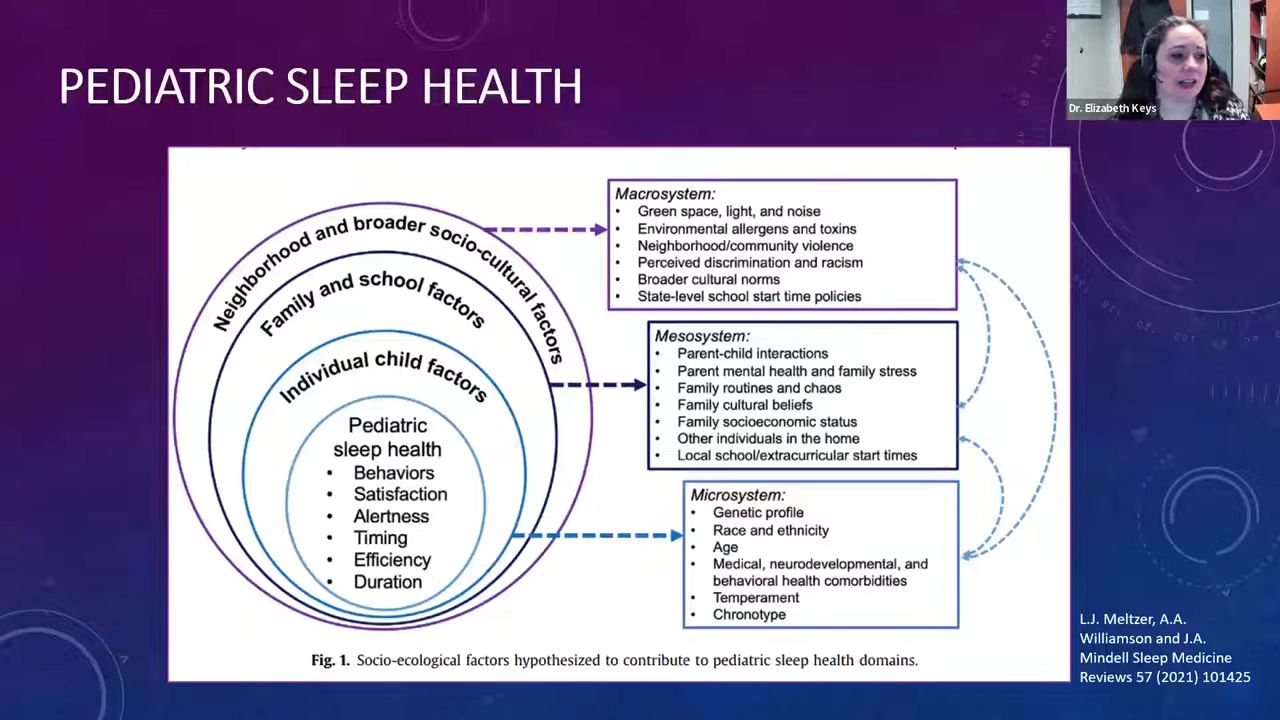 PEDIATRIC SLEEP HEALTH
Dr. Elizabeth Keys
Neighborhood and broader socio-cultural factors
Family and school factors
Individual child factors
Pediatric
sleep health
• Behaviors
• Satisfaction
• Alertness
• Timing
• Efficiency
• Duration
Macrosystem:
• Green space, light, and noise
• Environmental allergens and toxins
• Neighborhood/community violence
• Perceived discrimination and racism
• Broader cultural norms
• State-level school start time policies
Mesosystem:
• Parent-child interactions
• Parent mental health and family stress
• Family routines and chaos
• Family cultural beliefs
• Family socioeconomic status
• Other individuals in the home
• Local school/extracurricular start times
Microsystem:
• Genetic profile
• Race and ethnicity
• Age
• Medical, neurodevelopmental, and
behavioral health comorbidities
• Temperament
• Chronotype
Fig. 1. Socio-ecological factors hypothesized to contribute to pediatric sleep health domains.
L.J. Meltzer, A.A.
Williamson and J.A.
Mindell Sleep Medicine
Reviews 57 (2021) 101425